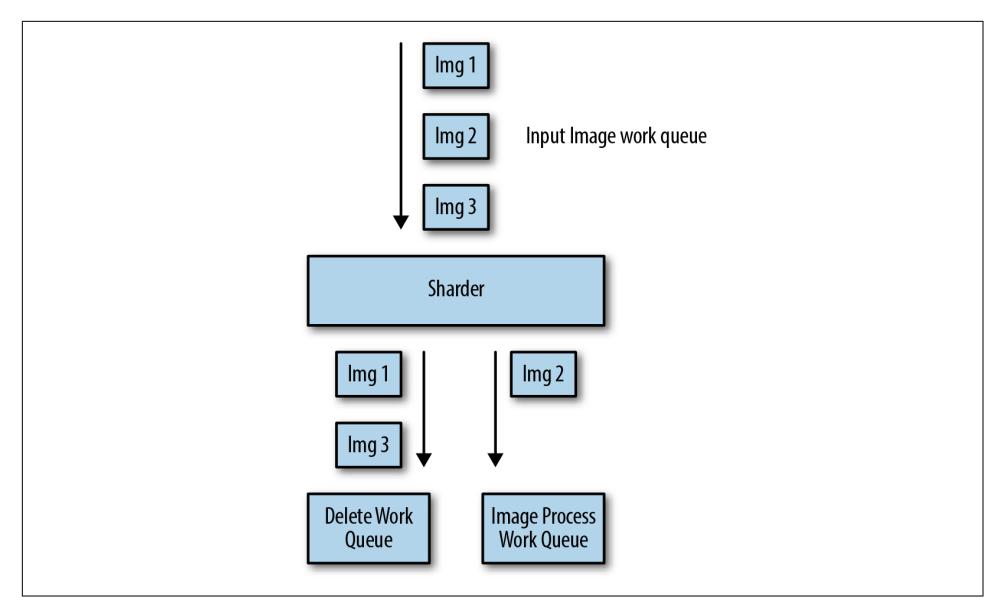 Img 1
Img 2
Input Image work queue
Img 3
Sharder
Img 1
Img 2
Img 3
Delete Work
Queue
Image Process
Work Queue